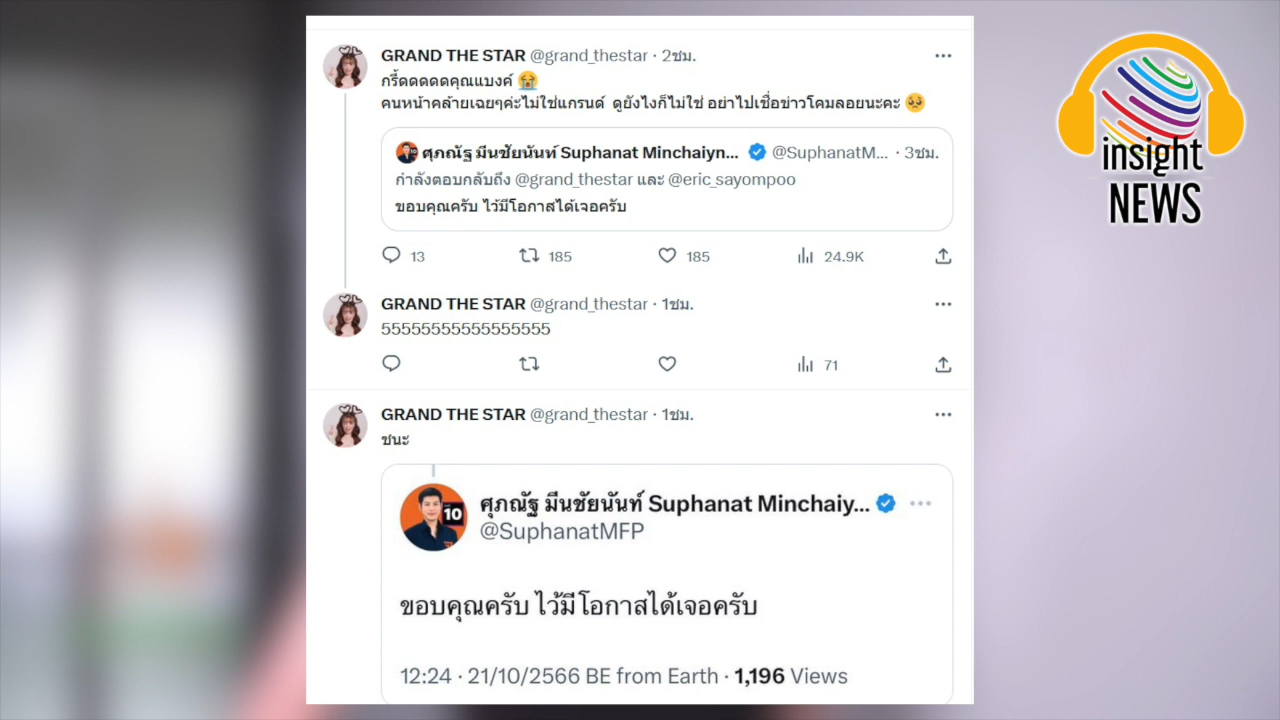 GRAND THE STAR @grand_thestar · 2ชม.
กรี้ดดดดดคุณแบงค์ 😭
คนหน้าคล้ายเฉยๆค่ะไม่ใช่แกรนด์ ดูยังไงก็ไม่ใช่ อย่าไปเชื่อข่าวโคมลอยนะคะ 🥺
ศุภณัฐ มีนชัยนันท์ Suphanat Minchaiyn... @SuphanatM... · 3ชม.
กำลังตอบกลับถึง @grand_thestar และ @eric_sayompoo
ขอบคุณครับ ไว้มีโอกาสได้เจอครับ
13 185 185 24.9K
GRAND THE STAR @grand_thestar · 1ชม.
55555555555555555
71
GRAND THE STAR @grand_thestar · 1ชม.
ชนะ
10
ศุภณัฐ มีนชัยนันท์ Suphanat Minchaiy...
@SuphanatMFP
ขอบคุณครับ ไว้มีโอกาสได้เจอครับ
12:24 · 21/10/2566 BE from Earth · 1,196 Views
insight
NEWS